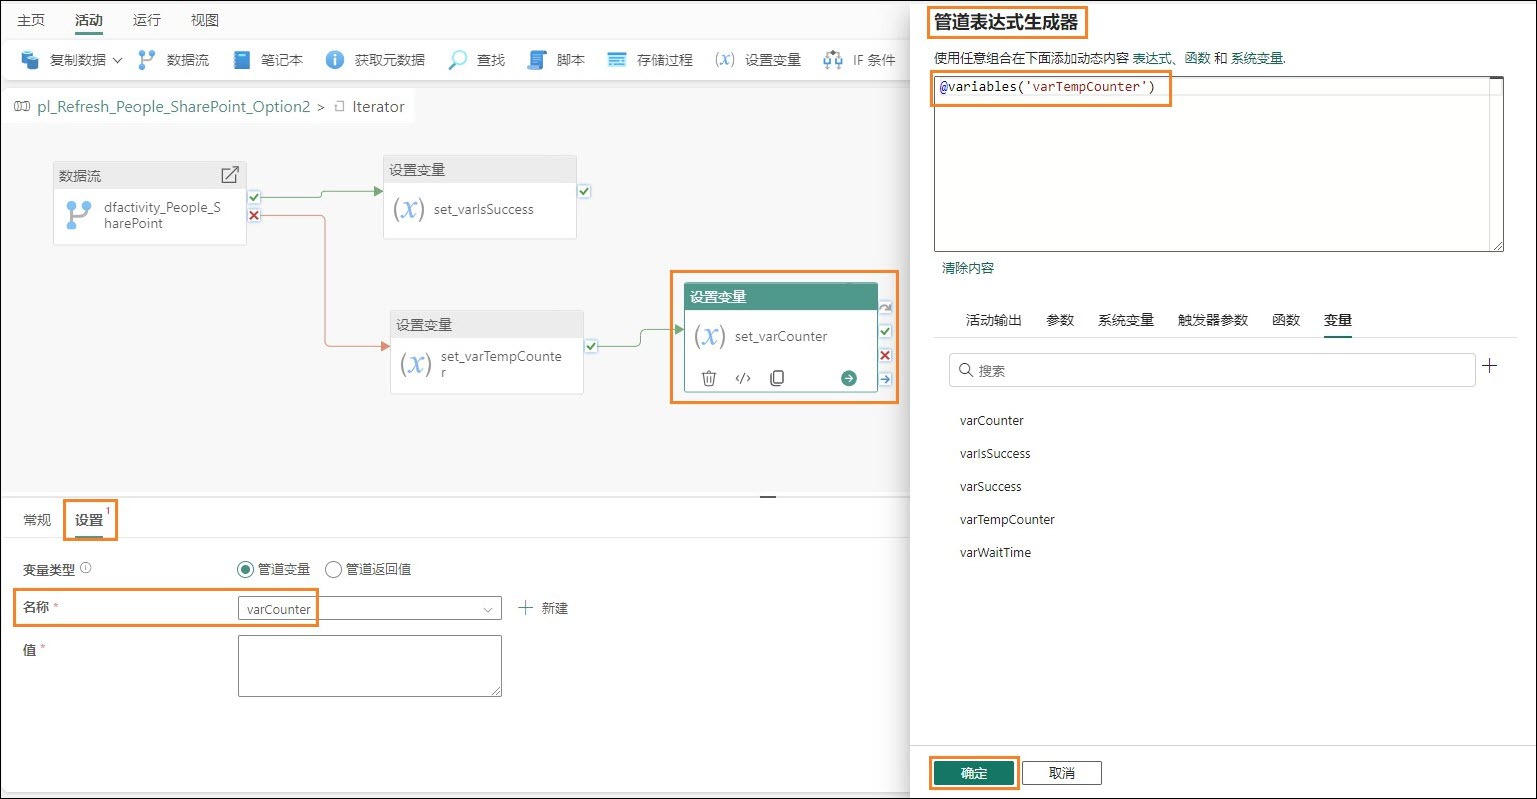 主页 活动 运行 视图
复制数据 数据流 笔记本 获取元数据 查找 脚本 存储过程 设置变量 IF 条件
pl_Refresh_People_SharePoint_Option2 > Iterator
数据流
dfactivity_People_S
harePoint
设置变量
set_varIsSuccess
设置变量
set_varTempCounte
r
设置变量
set_varCounter
常规 设置 1
变量类型 管道变量 管道返回值
名称 * varCounter 新建
值 *
管道表达式生成器
使用任意组合在下面添加动态内容 表达式、函数 和 系统变量.
@variables('varTempCounter')
清除内容
活动输出 参数 系统变量 触发器参数 函数 变量
搜索
varCounter
varIsSuccess
varSuccess
varTempCounter
varWaitTime
确定 取消